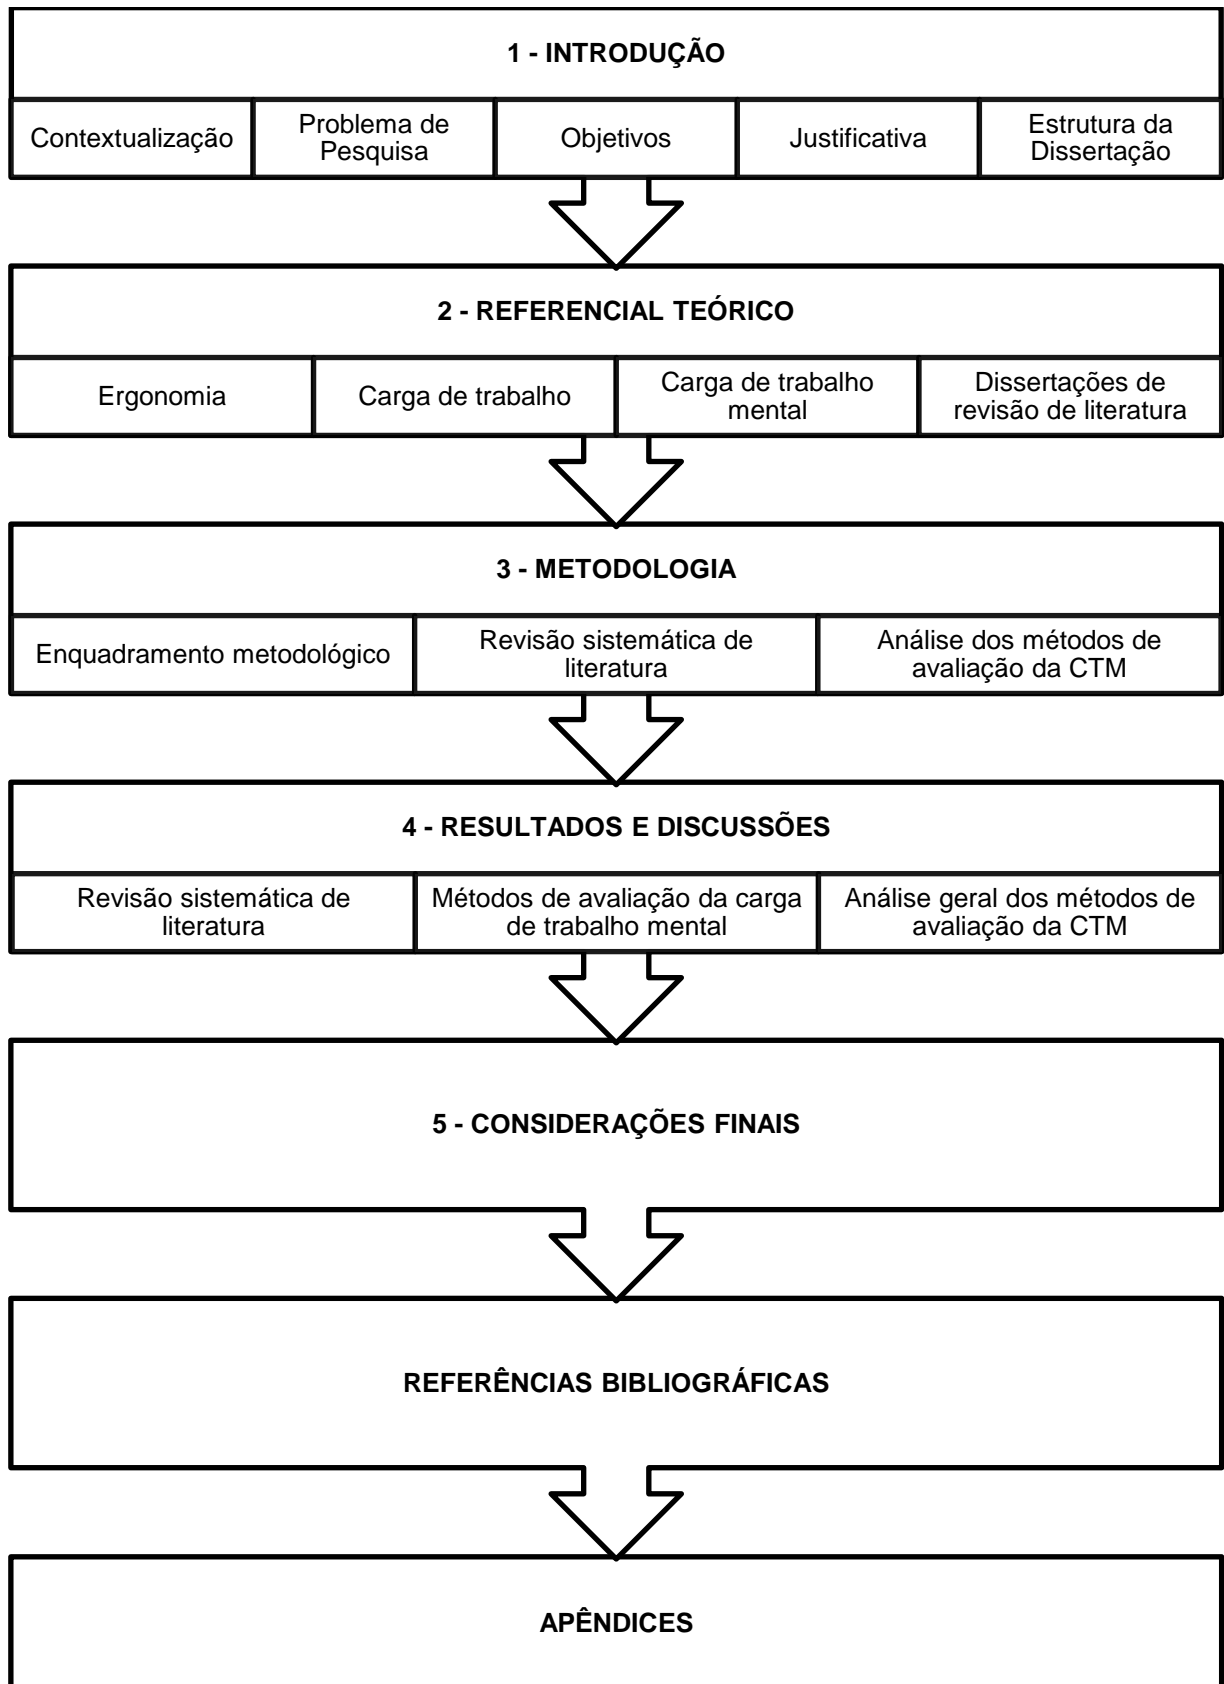 1 - INTRODUÇÃO
Contextualização
Problema de
Pesquisa
Objetivos
Justificativa
Estrutura da
Dissertação
2 - REFERENCIAL TEÓRICO
Ergonomia
Carga de trabalho
Carga de trabalho
mental
Dissertações de
revisão de literatura
3 - METODOLOGIA
Enquadramento metodológico
Revisão sistemática de
literatura
Análise dos métodos de
avaliação da CTM
4 - RESULTADOS E DISCUSSÕES
Revisão sistemática de
literatura
Métodos de avaliação da carga
de trabalho mental
Análise geral dos métodos de
avaliação da CTM
5 - CONSIDERAÇÕES FINAIS
REFERÊNCIAS BIBLIOGRÁFICAS
APÊNDICES